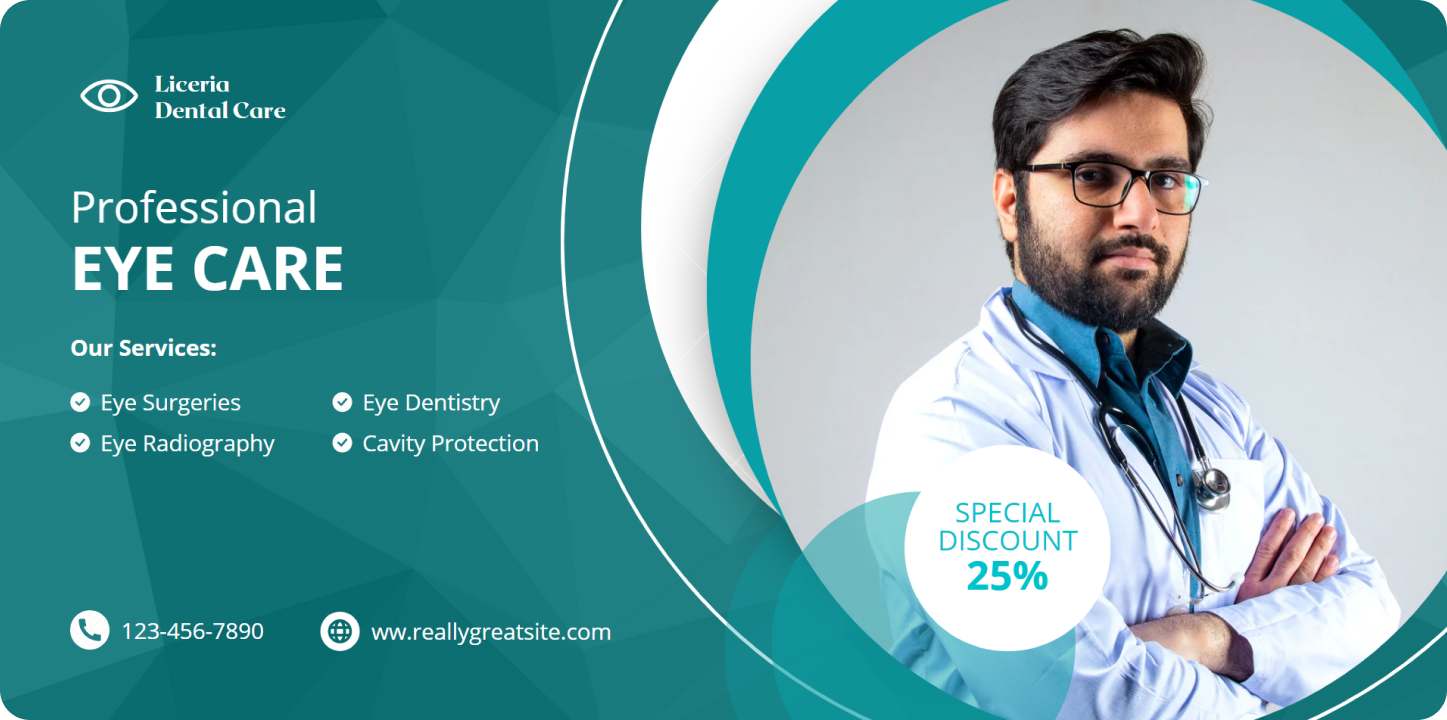 Liceria
Dental Care
Professional
EYE CARE
Our Services:
Eye Surgeries
Eye Dentistry
Eye Radiography
Cavity Protection
SPECIAL
DISCOUNT
25%
123-456-7890
ww.reallygreatsite.com